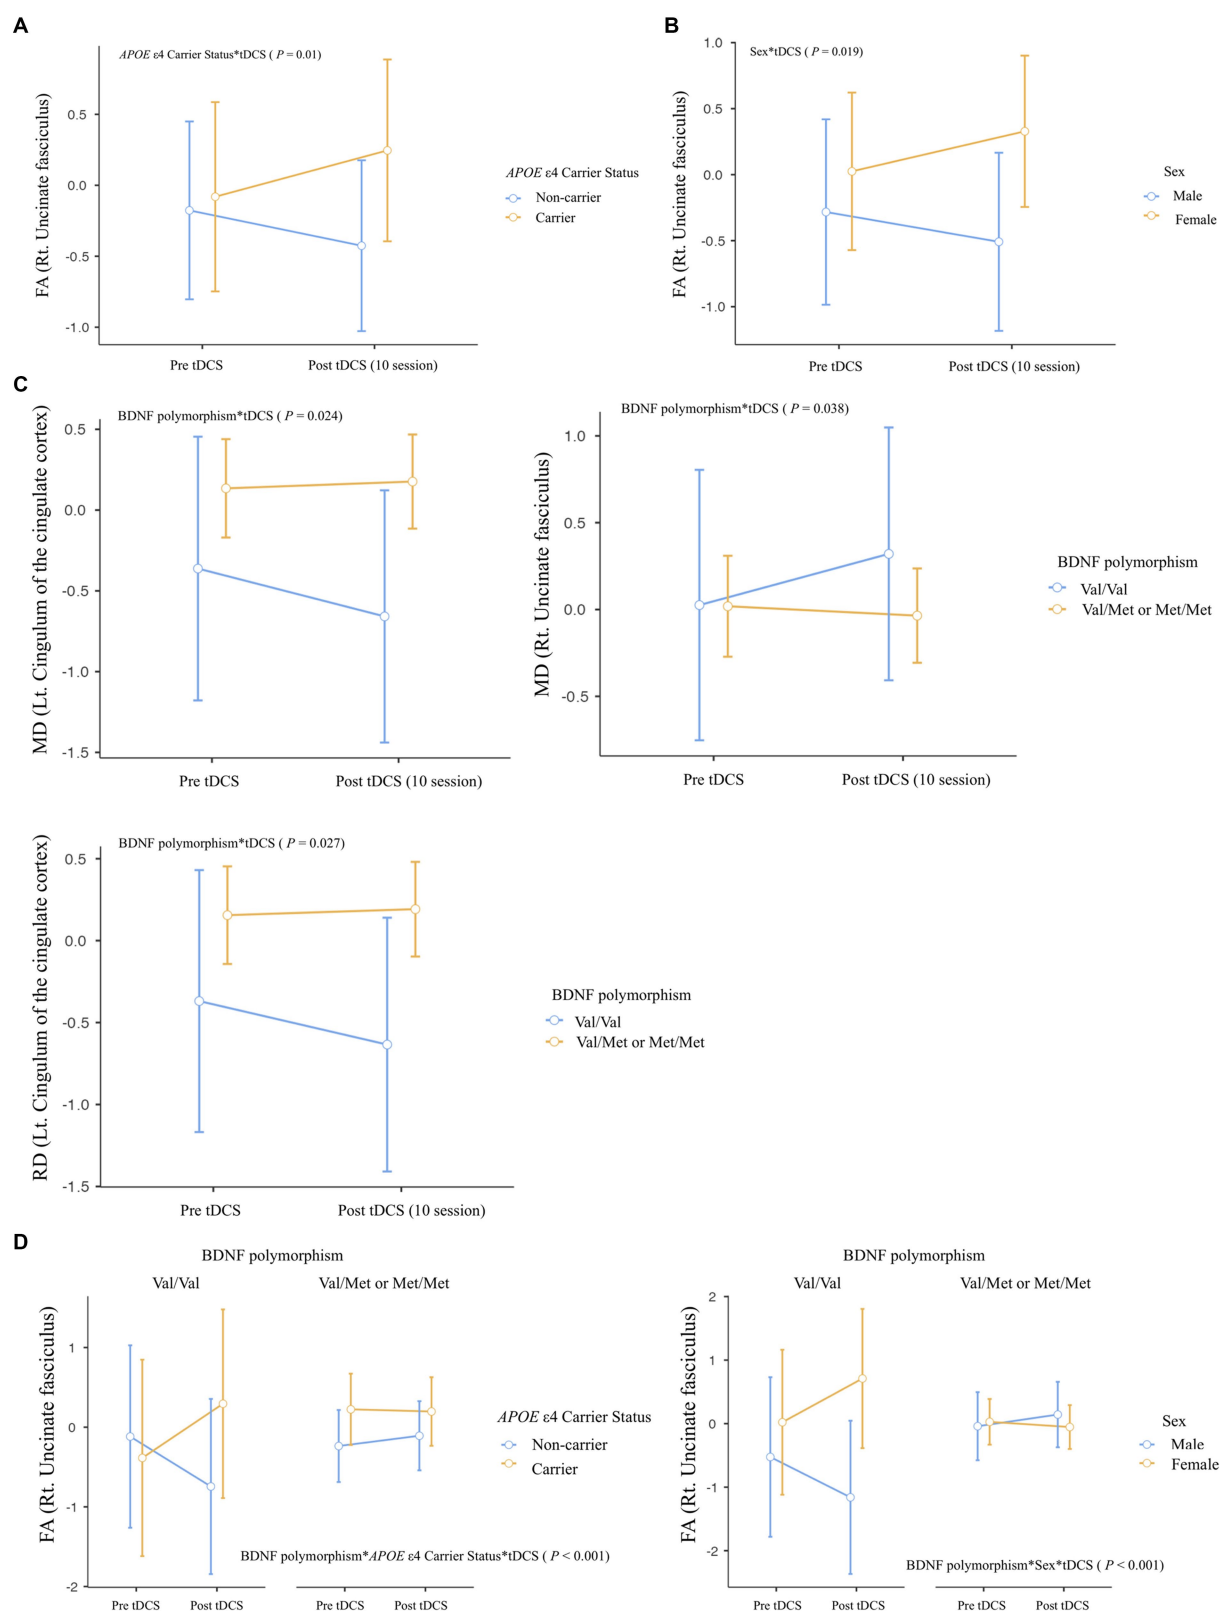 A
APOE ε4 Carrier Status*tDCS ( P = 0.01)
FA (Rt. Uncinate fasciculus)
0.5
0.0
-0.5
-1.0
Pre tDCS
Post tDCS (10 session)
APOE ε4 Carrier Status
Non-carrier
Carrier
B
Sex*tDCS ( P = 0.019)
FA (Rt. Uncinate fasciculus)
1.0
0.5
0.0
-0.5
-1.0
Pre tDCS
Post tDCS (10 session)
Sex
Male
Female
C
BDNF polymorphism*tDCS ( P = 0.024)
MD (Lt. Cingulum of the cingulate cortex)
0.5
0.0
-0.5
-1.0
-1.5
Pre tDCS
Post tDCS (10 session)
BDNF polymorphism*tDCS ( P = 0.038)
MD (Rt. Uncinate fasciculus)
1.0
0.5
0.0
-0.5
Pre tDCS
Post tDCS (10 session)
BDNF polymorphism
Val/Val
Val/Met or Met/Met
BDNF polymorphism*tDCS ( P = 0.027)
RD (Lt. Cingulum of the cingulate cortex)
0.5
0.0
-0.5
-1.0
-1.5
Pre tDCS
Post tDCS (10 session)
BDNF polymorphism
Val/Val
Val/Met or Met/Met
D
BDNF polymorphism
Val/Val
Val/Met or Met/Met
FA (Rt. Uncinate fasciculus)
1
0
-1
-2
BDNF polymorphism*APOE ε4 Carrier Status*tDCS ( P < 0.001)
Pre tDCS
Post tDCS
Pre tDCS
Post tDCS
APOE ε4 Carrier Status
Non-carrier
Carrier
BDNF polymorphism
Val/Val
Val/Met or Met/Met
FA (Rt. Uncinate fasciculus)
2
1
0
-1
-2
BDNF polymorphism*Sex*tDCS ( P < 0.001)
Pre tDCS
Post tDCS
Pre tDCS
Post tDCS
Sex
Male
Female